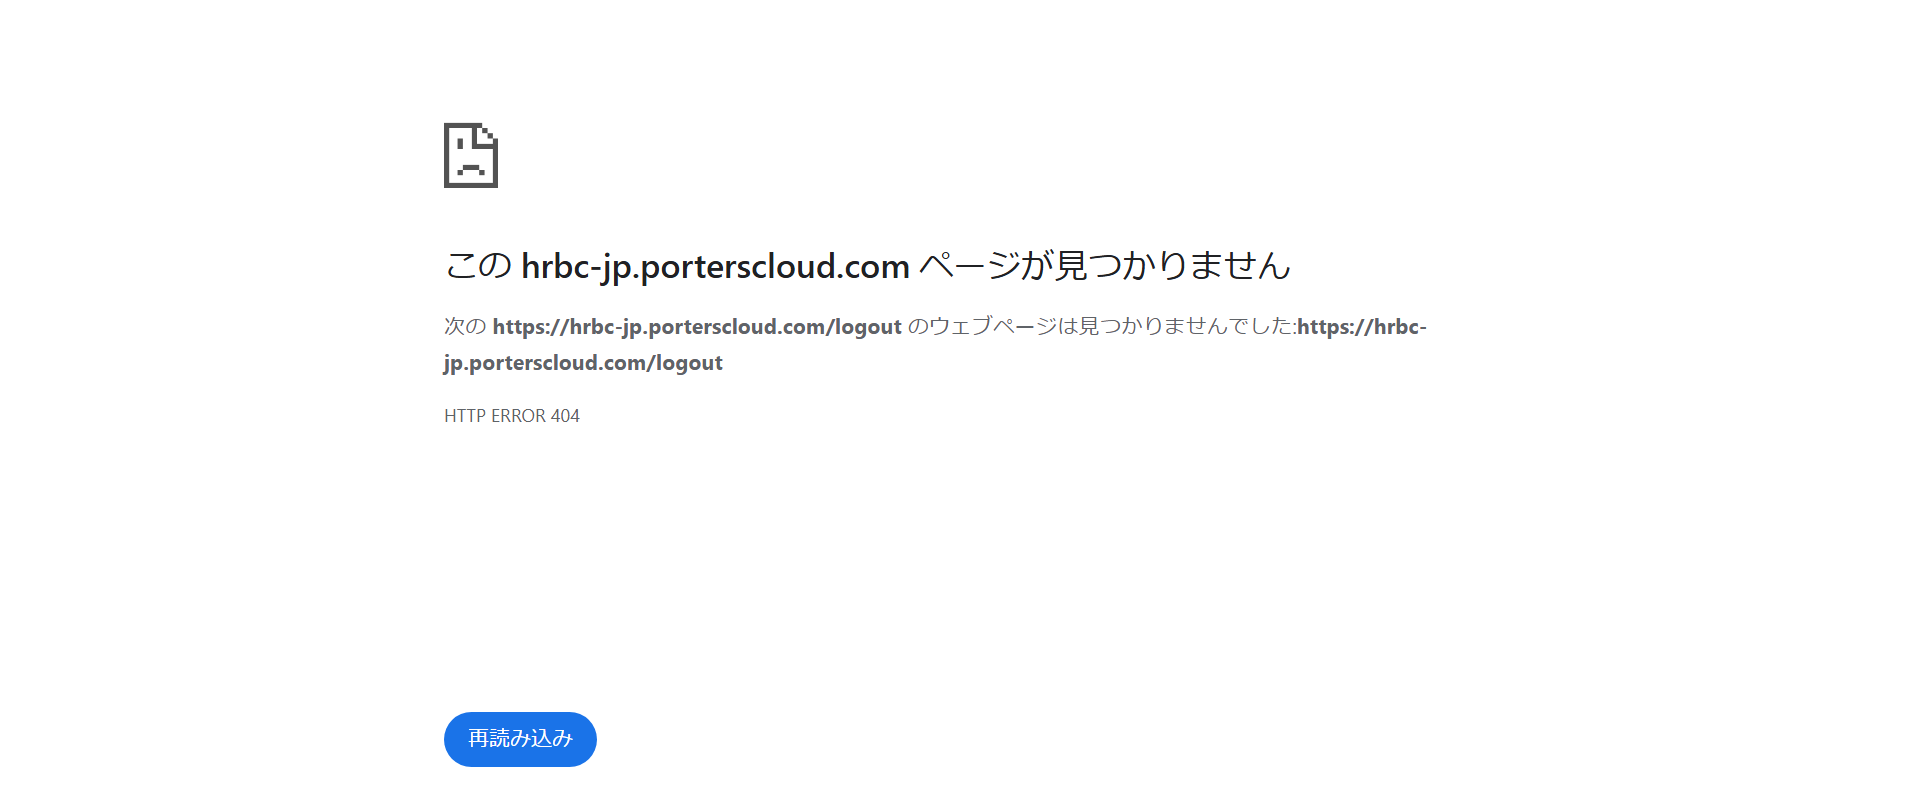 この hrbc-jp.porterscloud.com ページが見つかりません
次の https://hrbc-jp.porterscloud.com/logout のウェブページは見つかりませんでした:https://hrbc-
jp.porterscloud.com/logout
HTTP ERROR 404
再読み込み